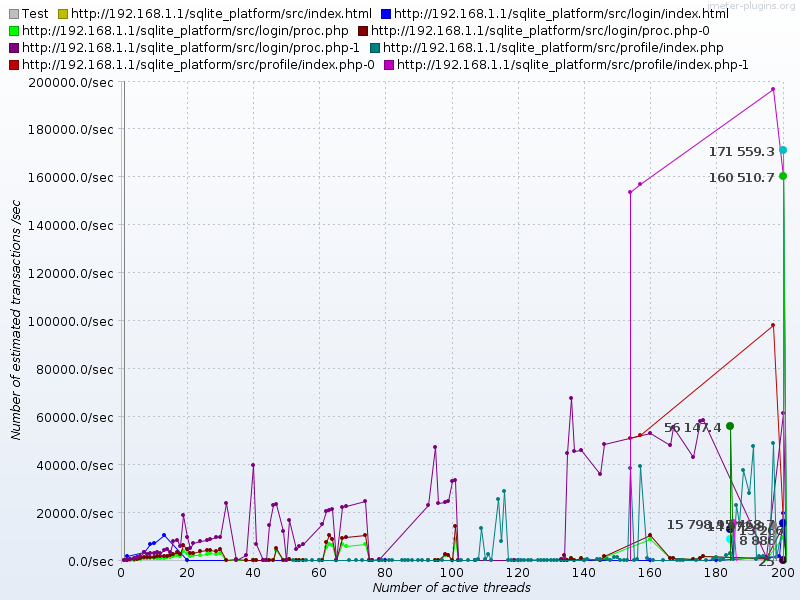 jmeter-plugins.org
Test http://192.168.1.1/sqlite_platform/src/index.html http://192.168.1.1/sqlite_platform/src/login/index.html
http://192.168.1.1/sqlite_platform/src/login/proc.php http://192.168.1.1/sqlite_platform/src/login/proc.php-0
http://192.168.1.1/sqlite_platform/src/login/proc.php-1 http://192.168.1.1/sqlite_platform/src/profile/index.php
http://192.168.1.1/sqlite_platform/src/profile/index.php-0 http://192.168.1.1/sqlite_platform/src/profile/index.php-1
200000.0/sec
180000.0/sec
171 559.3
160000.0/sec
160 510.7
140000.0/sec
120000.0/sec
100000.0/sec
80000.0/sec
60000.0/sec
56 147.4
40000.0/sec
20000.0/sec
15 798.9
8 986
25
0.0/sec
0 20 40 60 80 100 120 140 160 180 200
Number of active threads
Number of estimated transactions /sec